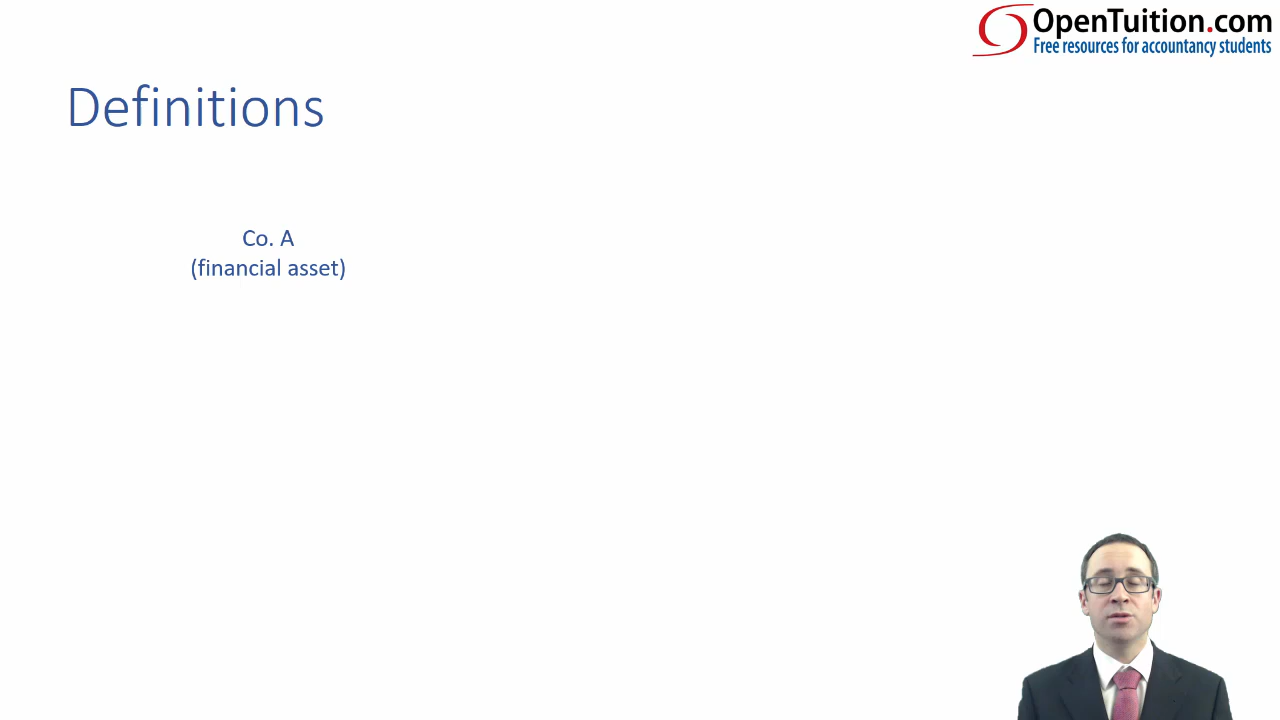 OpenTuition.com
Free resources for accountancy students
Definitions
Co. A
(financial asset)